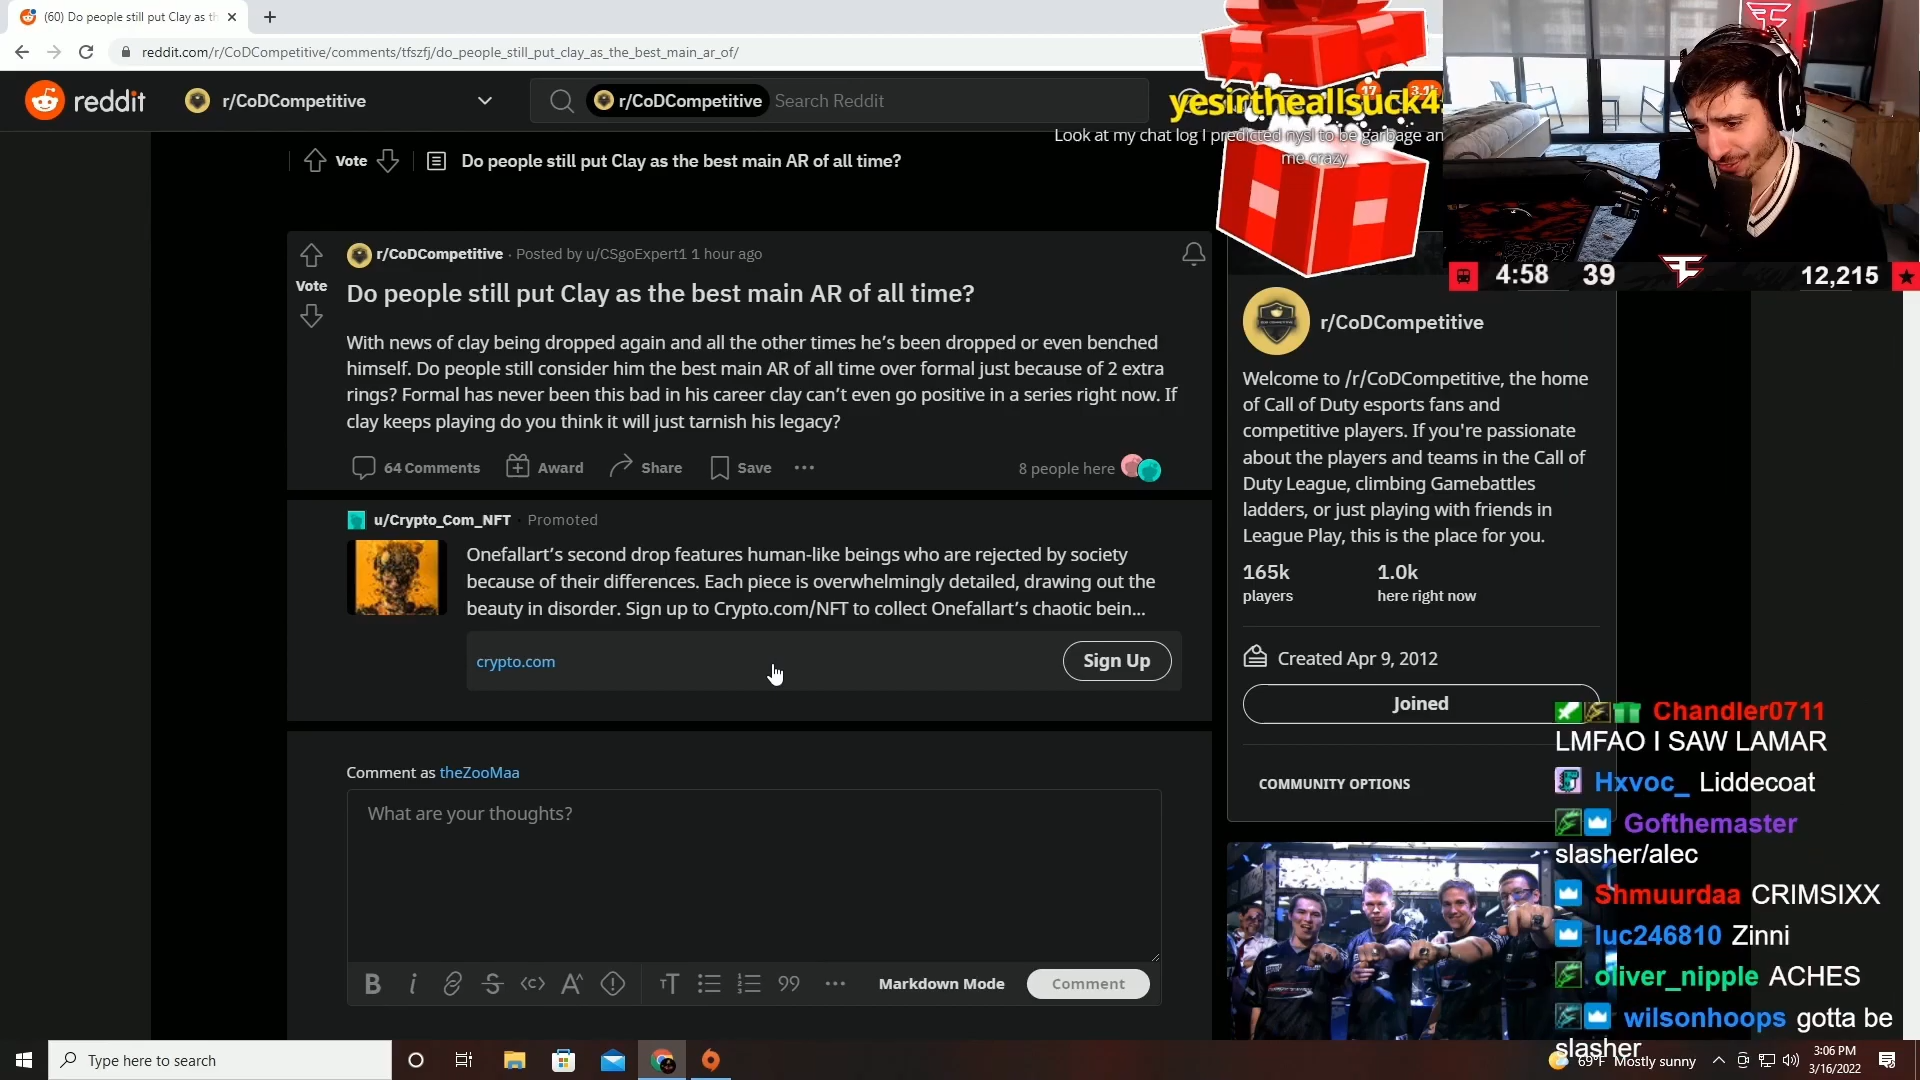 (60) Do people still put Clay as th
reddit.com/r/CoDCompetitive/comments/tfszfj/do_people_still_put_clay_as_the_best_main_ar_of/
reddit
r/CoDCompetitive
r/CoDCompetitive
Search Reddit
17
yesirtheallsuck4
Look at my chat log I predicted nysl to be garbage an
me crazy
Vote
Do people still put Clay as the best main AR of all time?
r/CoDCompetitive · Posted by u/CSgoExpert1 1 hour ago
Vote
Do people still put Clay as the best main AR of all time?
With news of clay being dropped again and all the other times he’s been dropped or even benched
himself. Do people still consider him the best main AR of all time over formal just because of 2 extra
rings? Formal has never been this bad in his career clay can’t even go positive in a series right now. If
clay keeps playing do you think it will just tarnish his legacy?
64 Comments
Award
Share
Save
8 people here
u/Crypto_Com_NFT · Promoted
Onefallart’s second drop features human-like beings who are rejected by society
because of their differences. Each piece is overwhelmingly detailed, drawing out the
beauty in disorder. Sign up to Crypto.com/NFT to collect Onefallart’s chaotic bein...
crypto.com
Sign Up
Comment as theZooMaa
What are your thoughts?
Markdown Mode
Comment
4:58
39
12,215
r/CoDCompetitive
Welcome to /r/CoDCompetitive, the home
of Call of Duty esports fans and
competitive players. If you're passionate
about the players and teams in the Call of
Duty League, climbing Gamebattles
ladders, or just playing with friends in
League Play, this is the place for you.
165k
players
1.0k
here right now
Created Apr 9, 2012
Joined
COMMUNITY OPTIONS
Chandler0711
LMFAO I SAW LAMAR
Hxvoc_ Liddecoat
Gofthemaster
slasher/alec
Shmuurdaa CRIMSIXX
luc246810 Zinni
oliver_nipple ACHES
wilsonhoops gotta be
slasher
Type here to search
69°F Mostly sunny
3:06 PM
3/16/2022